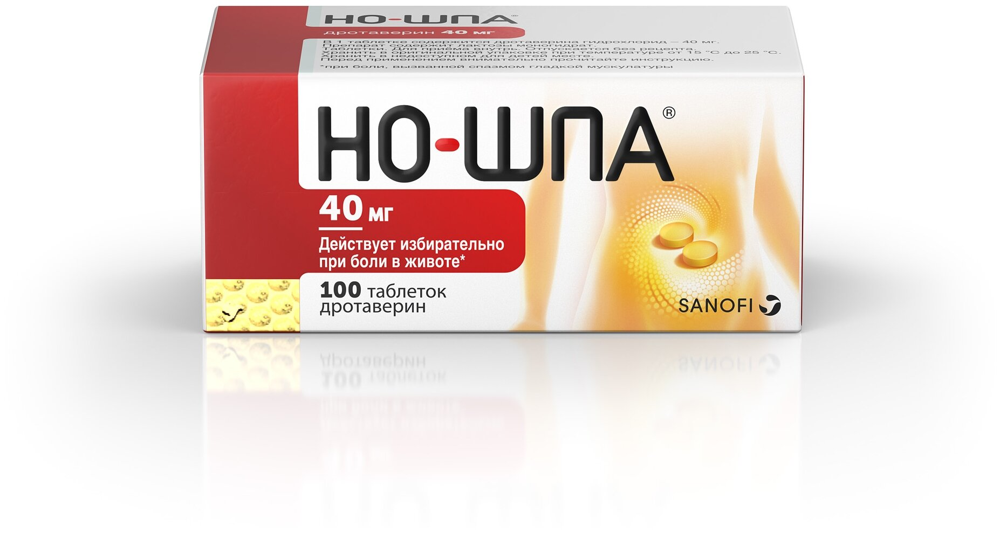 НО-ШПА®
дротаверин 40 мг
В 1 таблетке содержится дротаверина гидрохлорид – 40 мг.
Препарат содержит лактозы моногидрат.
Таблетки. Для приёма внутрь. Отпускается без рецепта.
Хранить в оригинальной упаковке при температуре от 15 °C до 25 °C.
Хранить в недоступном для детей месте.
Перед применением внимательно прочитайте инструкцию.
*при боли, вызванной спазмом гладкой мускулатуры
НО-ШПА®
40 мг
Действует избирательно
при боли в животе*
100 таблеток
дротаверин
SANOFI